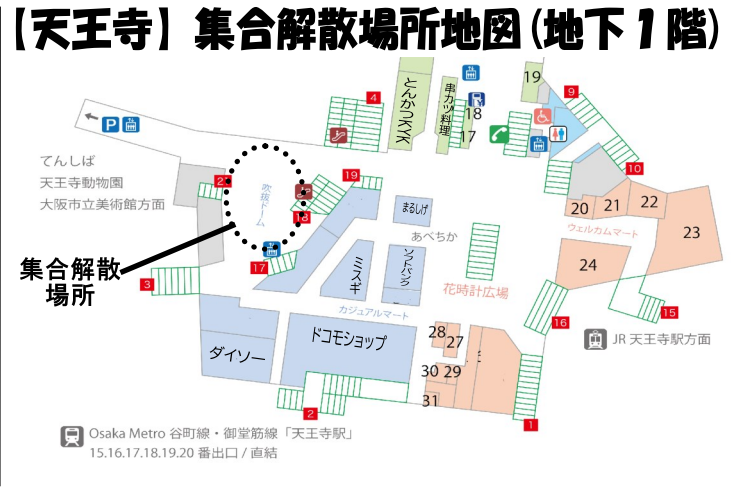 【天王寺】集合解散場所地図(地下1階)
19
9
4
とんかつKYK
串カツ料理
18
17
P
てんしば
天王寺動物園
大阪市立美術館方面
10
19
2
吹抜ドーム
18
まるしげ
あべちか
20
21
22
23
ウェルカムマート
24
集合解散
場所
17
3
ミスギ
ソフトバンク
花時計広場
カジュアルマート
16
15
JR 天王寺駅方面
ダイソー
ドコモショップ
28
27
30
29
31
2
1
Osaka Metro 谷町線・御堂筋線「天王寺駅」
15.16.17.18.19.20 番出口 / 直結